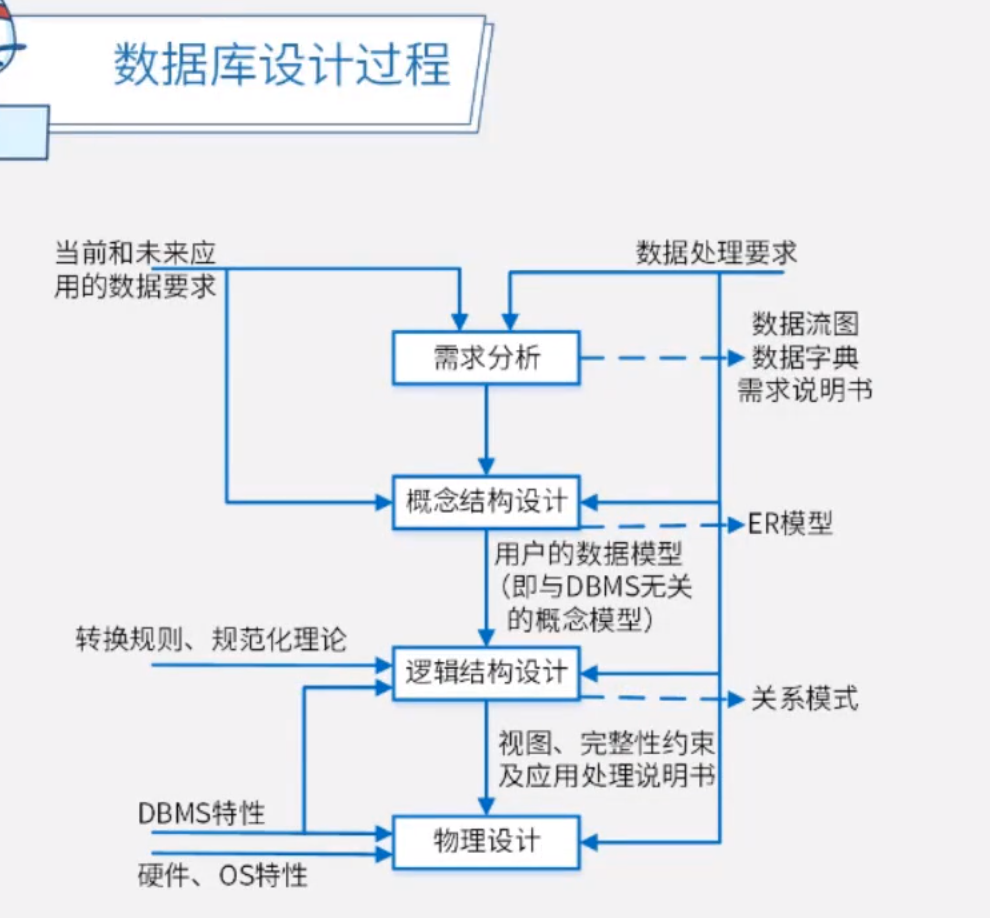 数据库设计过程
当前和未来应
用的数据要求
数据处理要求
需求分析
数据流图
数据字典
需求说明书
概念结构设计
ER模型
用户的数据模型
（即与DBMS无关
的概念模型）
转换规则、规范化理论
逻辑结构设计
关系模式
视图、完整性约束
及应用处理说明书
DBMS特性
物理设计
硬件、OS特性